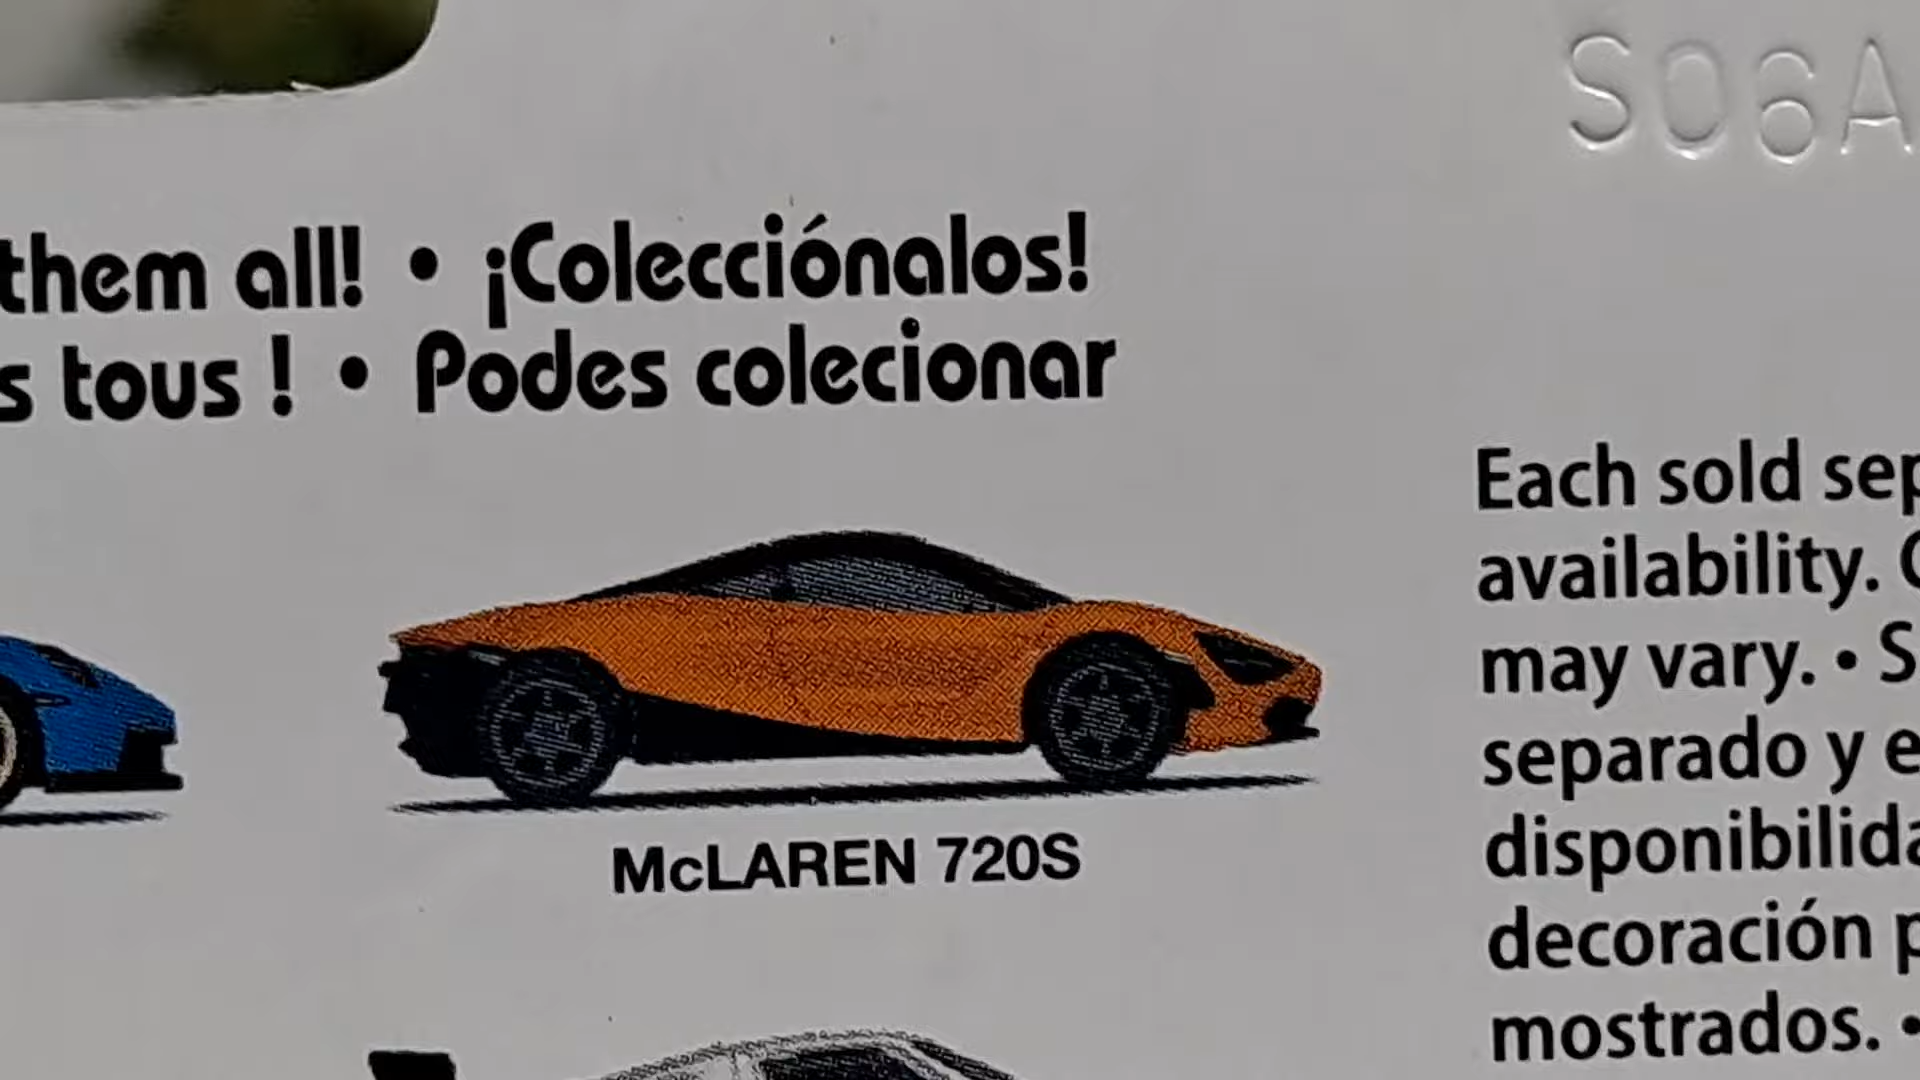 S06A
them all! • ¡Colecciónalos!
s tous ! • Podes colecionar
Each sold sep
availability. C
may vary. • S
separado y e
disponibilida
decoración p
mostrados. •
McLAREN 720S